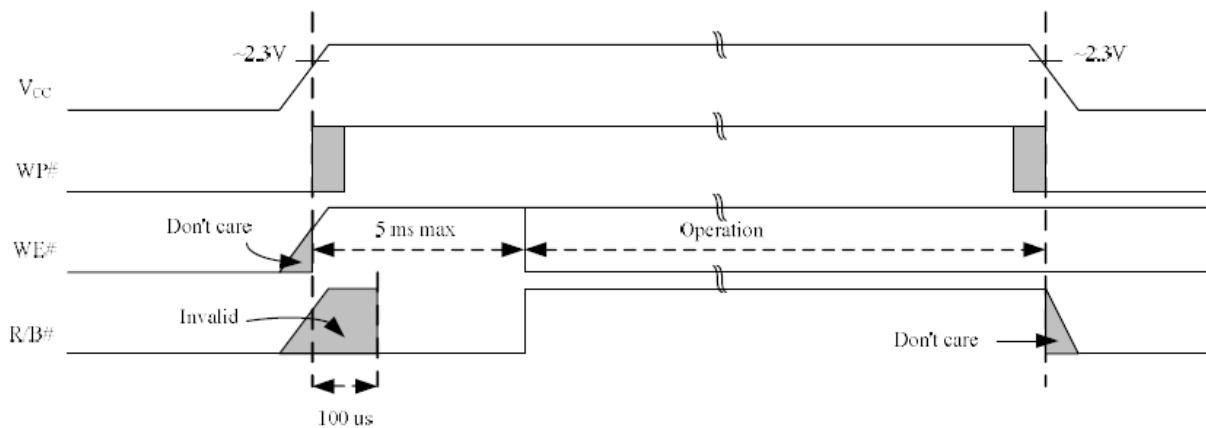 ~2.3V
~2.3V
VCC
WP#
Don't care
5 ms max
Operation
WE#
Invalid
R/B#
Don't care
100 us